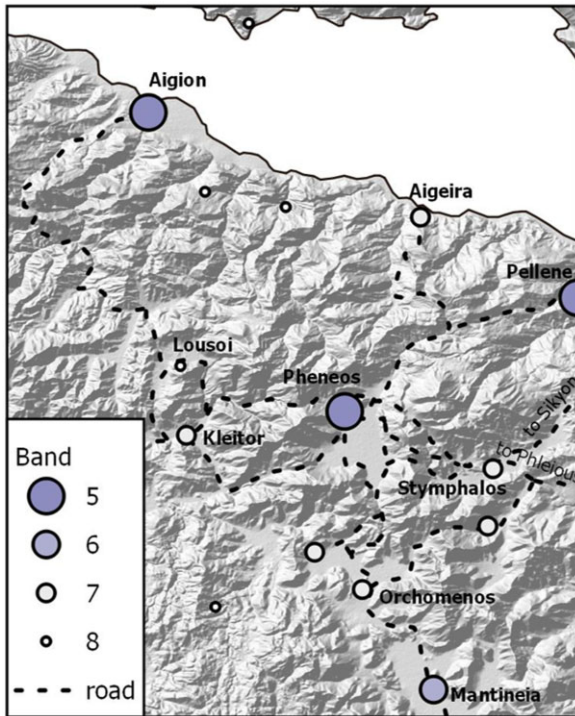 Aigion
Aigeira
Pellene
Lousoi
Pheneos
to Sikyon
Kleitor
to Phleious
Stymphalos
Orchomenos
Mantineia
Band
5
6
7
8
road